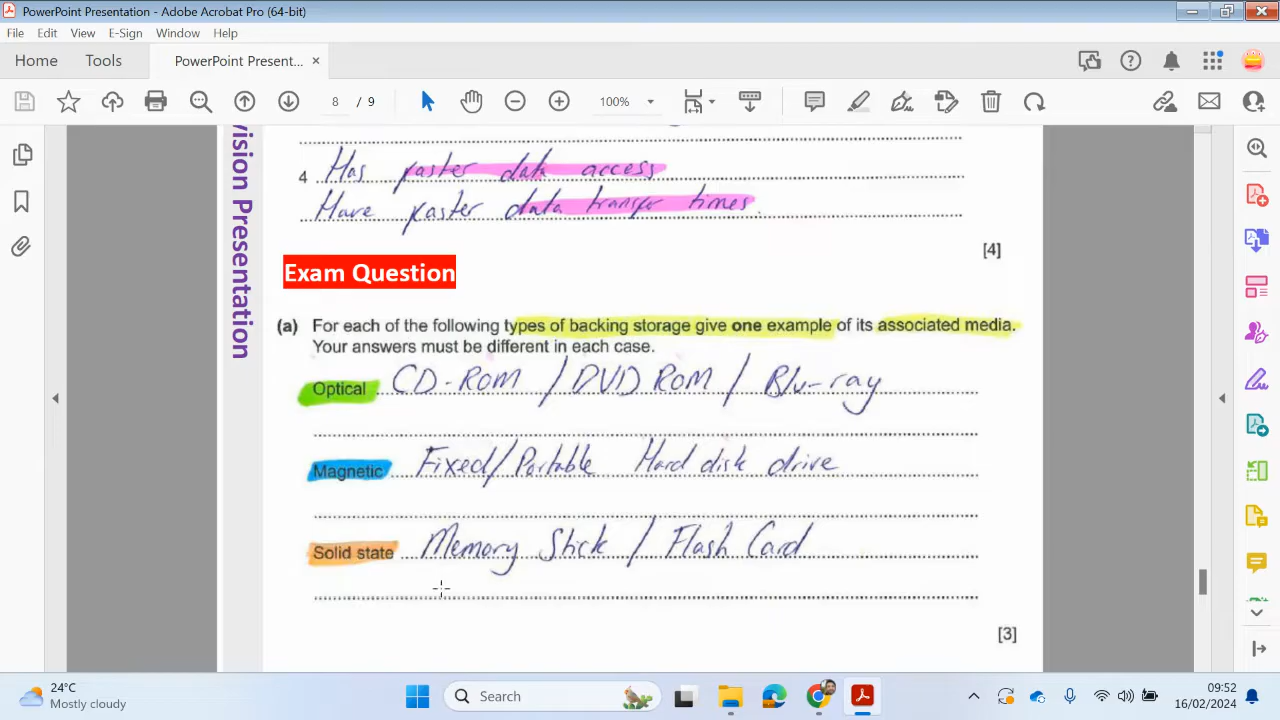 PowerPoint Presentation - Adobe Acrobat Pro (64-bit)
File Edit View E-Sign Window Help
Home Tools PowerPoint Present... ×
8 / 9 100%
vision Presentation
4 Has faster data access
Have faster data transfer times.
[4]
Exam Question
(a) For each of the following types of backing storage give one example of its associated media.
Your answers must be different in each case.
Optical CD-ROM / DVD ROM / Blu-ray
Magnetic Fixed/Portable Hard disk drive
Solid state Memory Stick / Flash Card
[3]
24°C
Mostly cloudy
Search
09:52
16/02/2024